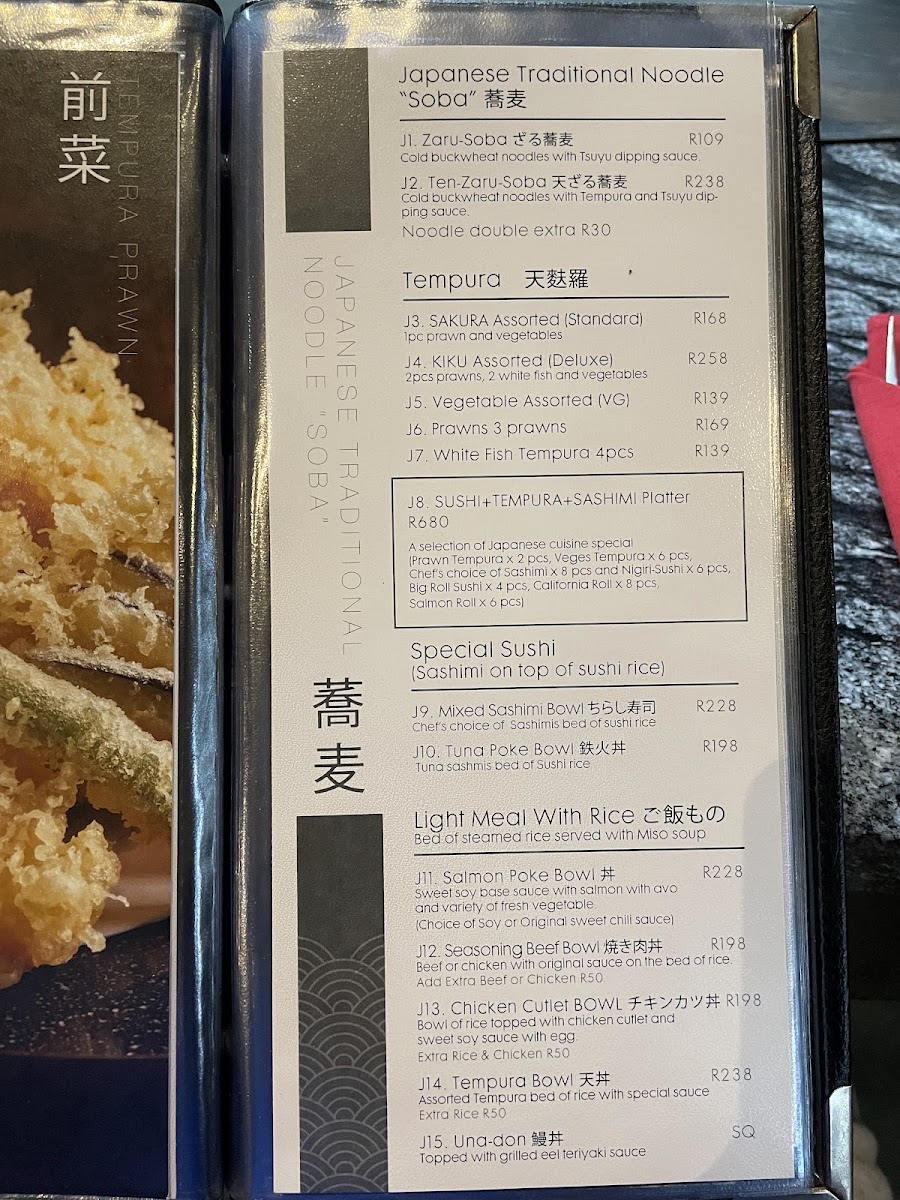 前菜
TEMPURA PRAWN
JAPANESE TRADITIONAL
NOODLE "SOBA"
蕎麦
Japanese Traditional Noodle
“Soba” 蕎麦
J1. Zaru-Soba ざる蕎麦 R109
Cold buckwheat noodles with Tsuyu dipping sauce.
J2. Ten-Zaru-Soba 天ざる蕎麦 R238
Cold buckwheat noodles with Tempura and Tsuyu dip-
ping sauce.
Noodle double extra R30
Tempura 天麩羅
J3. SAKURA Assorted (Standard) R168
1pc prawn and vegetables
J4. KIKU Assorted (Deluxe) R258
2pcs prawns, 2 white fish and vegetables
J5. Vegetable Assorted (VG) R139
J6. Prawns 3 prawns R169
J7. White Fish Tempura 4pcs R139
J8. SUSHI+TEMPURA+SASHIMI Platter
R680
A selection of Japanese cuisine special
(Prawn Tempura x 2 pcs, Veges Tempura x 6 pcs,
Chef's choice of Sashimi x 8 pcs and Nigiri-Sushi x 6 pcs,
Big Roll Sushi x 4 pcs, California Roll x 8 pcs,
Salmon Roll x 6 pcs)
Special Sushi
(Sashimi on top of sushi rice)
J9. Mixed Sashimi Bowl ちらし寿司 R228
Chef's choice of Sashimis bed of sushi rice
J10. Tuna Poke Bowl 鉄火丼 R198
Tuna sashmis bed of Sushi rice
Light Meal With Rice ご飯もの
Bed of steamed rice served with Miso soup
J11. Salmon Poke Bowl 丼 R228
Sweet soy base sauce with salmon with avo
and variety of fresh vegetable.
(Choice of Soy or Original sweet chili sauce)
J12. Seasoning Beef Bowl 焼き肉丼 R198
Beef or chicken with original sauce on the bed of rice.
Add Extra Beef or Chicken R50
J13. Chicken Cutlet BOWL チキンカツ丼 R198
Bowl of rice topped with chicken cutlet and
sweet soy sauce with egg.
Extra Rice & Chicken R50
J14. Tempura Bowl 天丼 R238
Assorted Tempura bed of rice with special sauce
Extra Rice R50
J15. Una-don 鰻丼 SQ
Topped with grilled eel teriyaki sauce